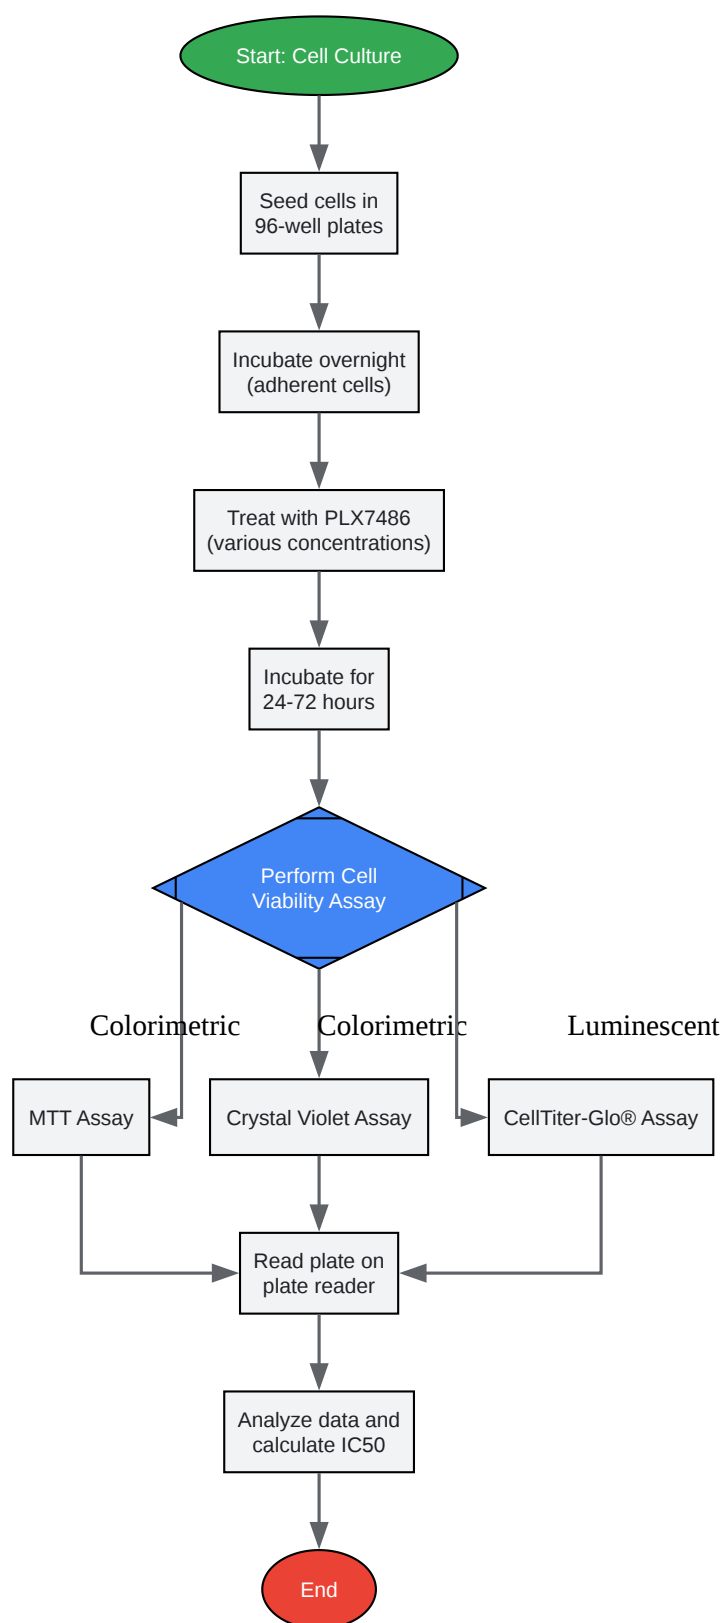 Start: Cell Culture
Seed cells in
96-well plates
Incubate overnight
(adherent cells)
Treat with PLX7486
(various concentrations)
Incubate for
24-72 hours
Perform Cell
Viability Assay
Colorimetric
Colorimetric
Luminescent
MTT Assay
Crystal Violet Assay
CellTiter-Glo® Assay
Read plate on
plate reader
Analyze data and
calculate IC50
End